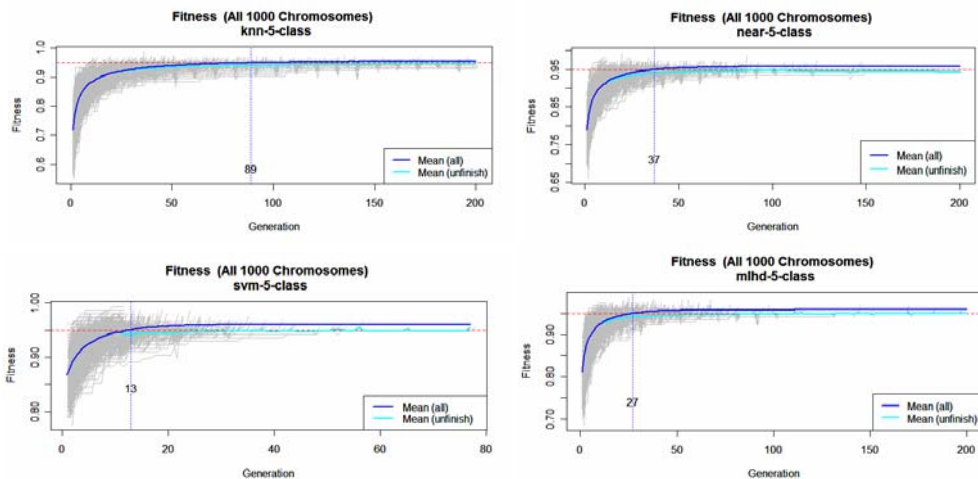 Fitness (All 1000 Chromosomes)
knn-5-class
Fitness
1.0
0.9
0.8
0.7
0.6
89
Mean (all)
Mean (unfinish)
0
50
100
150
200
Generation
Fitness (All 1000 Chromosomes)
near-5-class
Fitness
0.95
0.85
0.75
0.65
37
Mean (all)
Mean (unfinish)
0
50
100
150
200
Generation
Fitness (All 1000 Chromosomes)
svm-5-class
Fitness
1.00
0.90
0.80
13
Mean (all)
Mean (unfinish)
0
20
40
60
80
Generation
Fitness (All 1000 Chromosomes)
mlhd-5-class
Fitness
0.90
0.80
0.70
27
Mean (all)
Mean (unfinish)
0
50
100
150
200
Generation